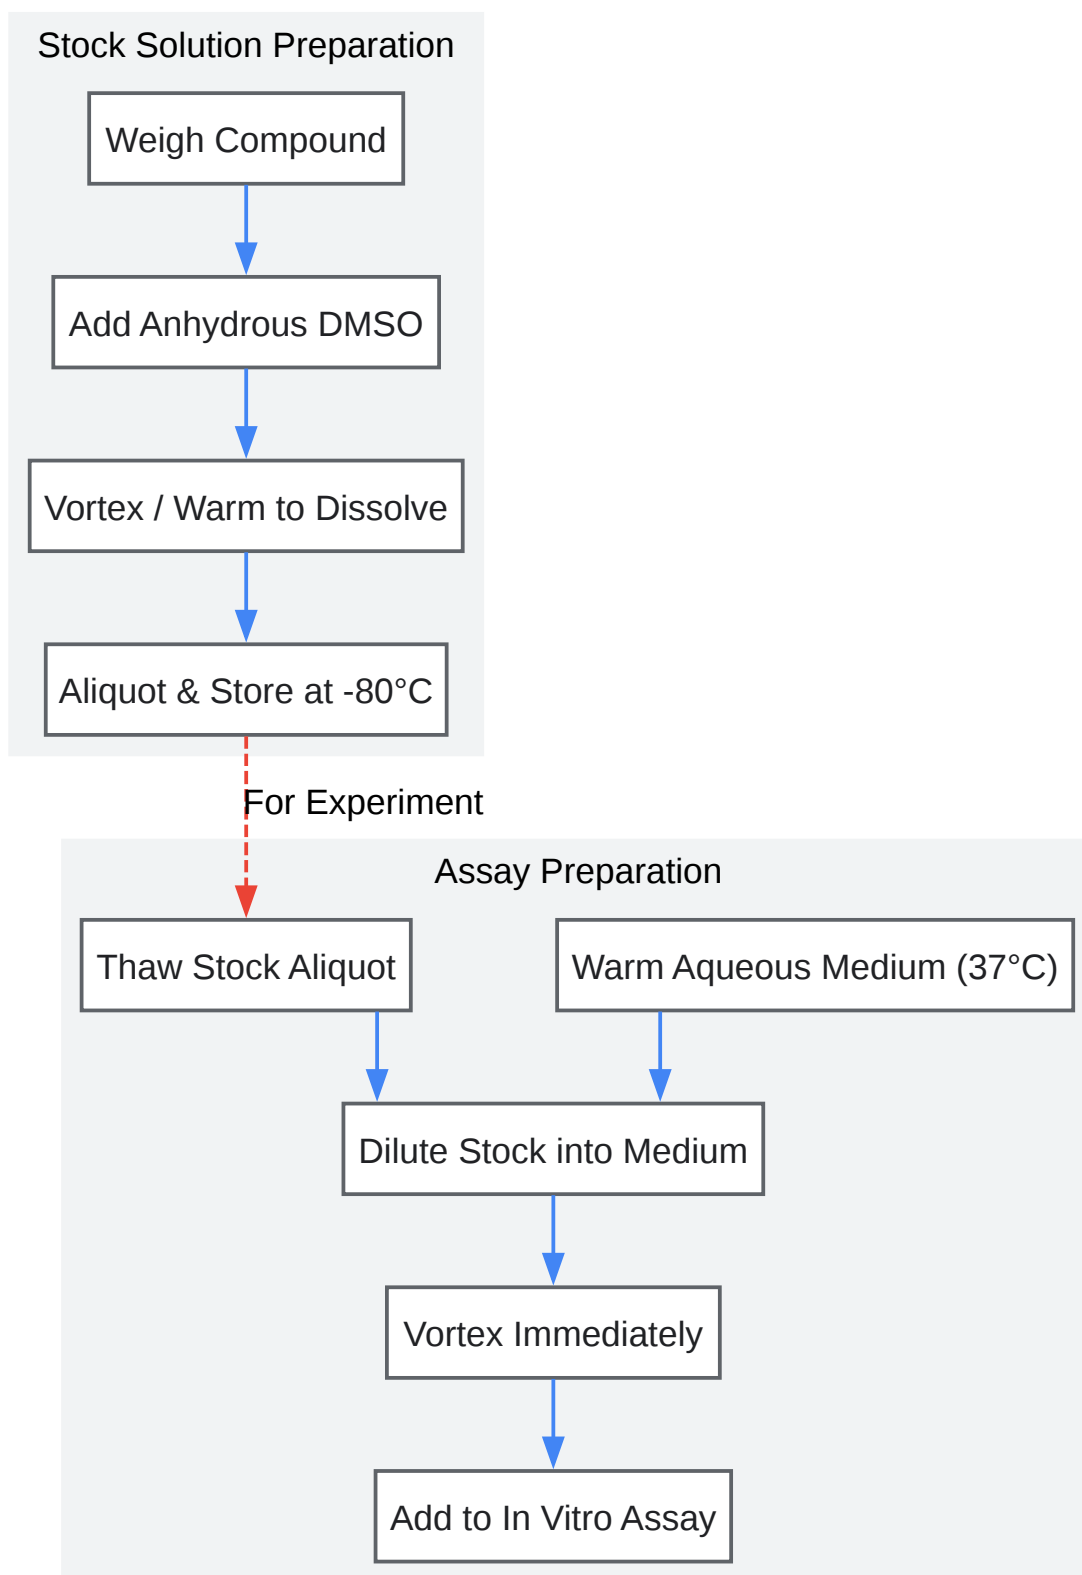 Stock Solution Preparation
Weigh Compound
Add Anhydrous DMSO
Vortex / Warm to Dissolve
Aliquot & Store at -80°C
For Experiment
Assay Preparation
Thaw Stock Aliquot
Warm Aqueous Medium (37°C)
Dilute Stock into Medium
Vortex Immediately
Add to In Vitro Assay